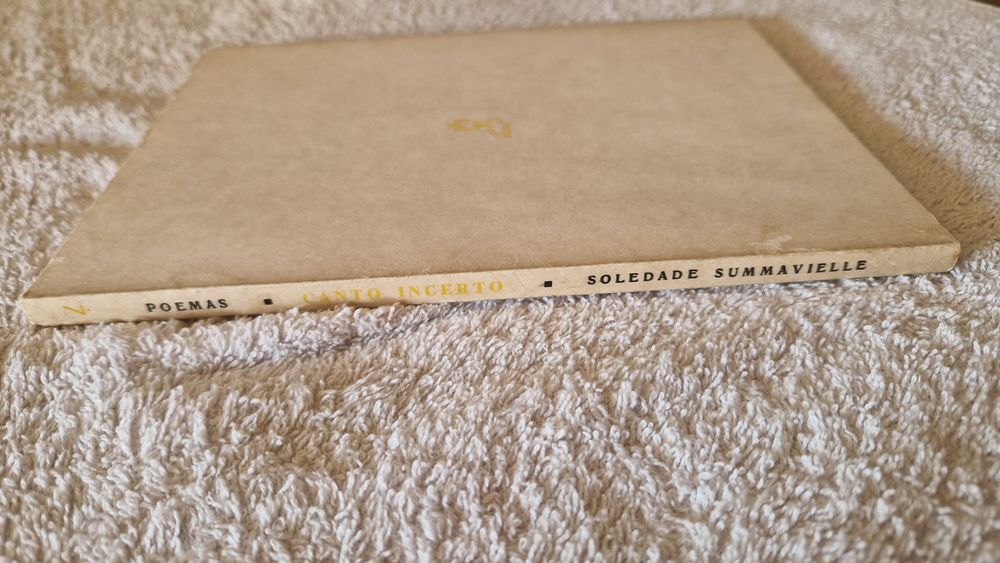 POEMAS ▪ CANTO INCERTO ▪ SOLEDADE SUMMAVIELLE